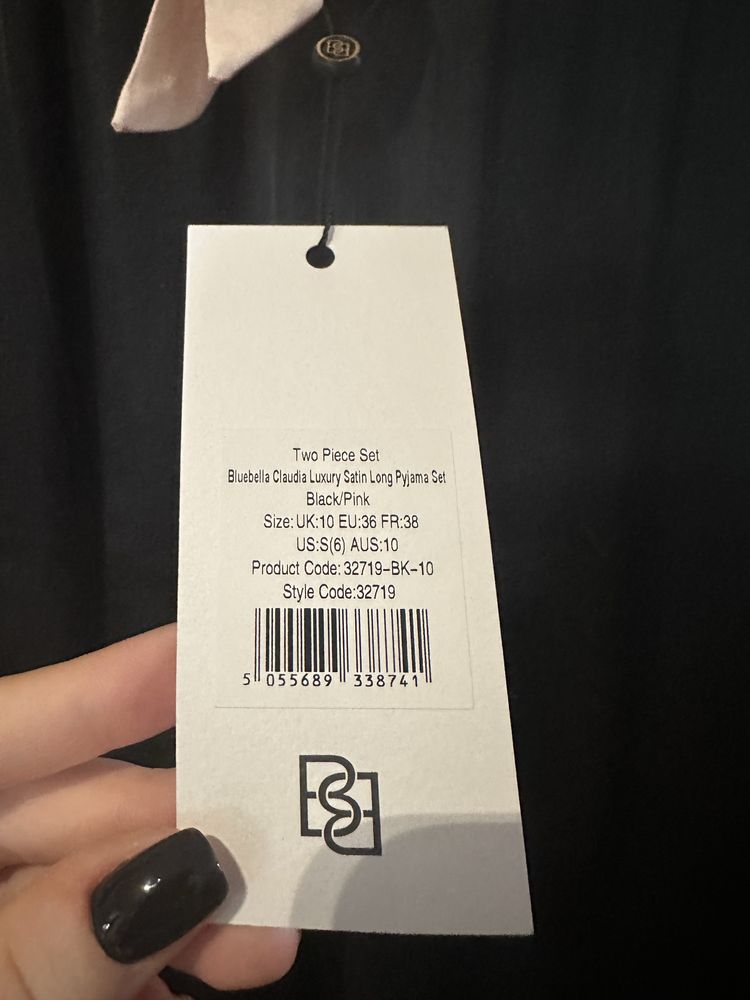 Two Piece Set
Bluebella Claudia Luxury Satin Long Pyjama Set
Black/Pink
Size: UK:10 EU:36 FR:38
US:S(6) AUS:10
Product Code: 32719-BK-10
Style Code:32719
5 055689 338741